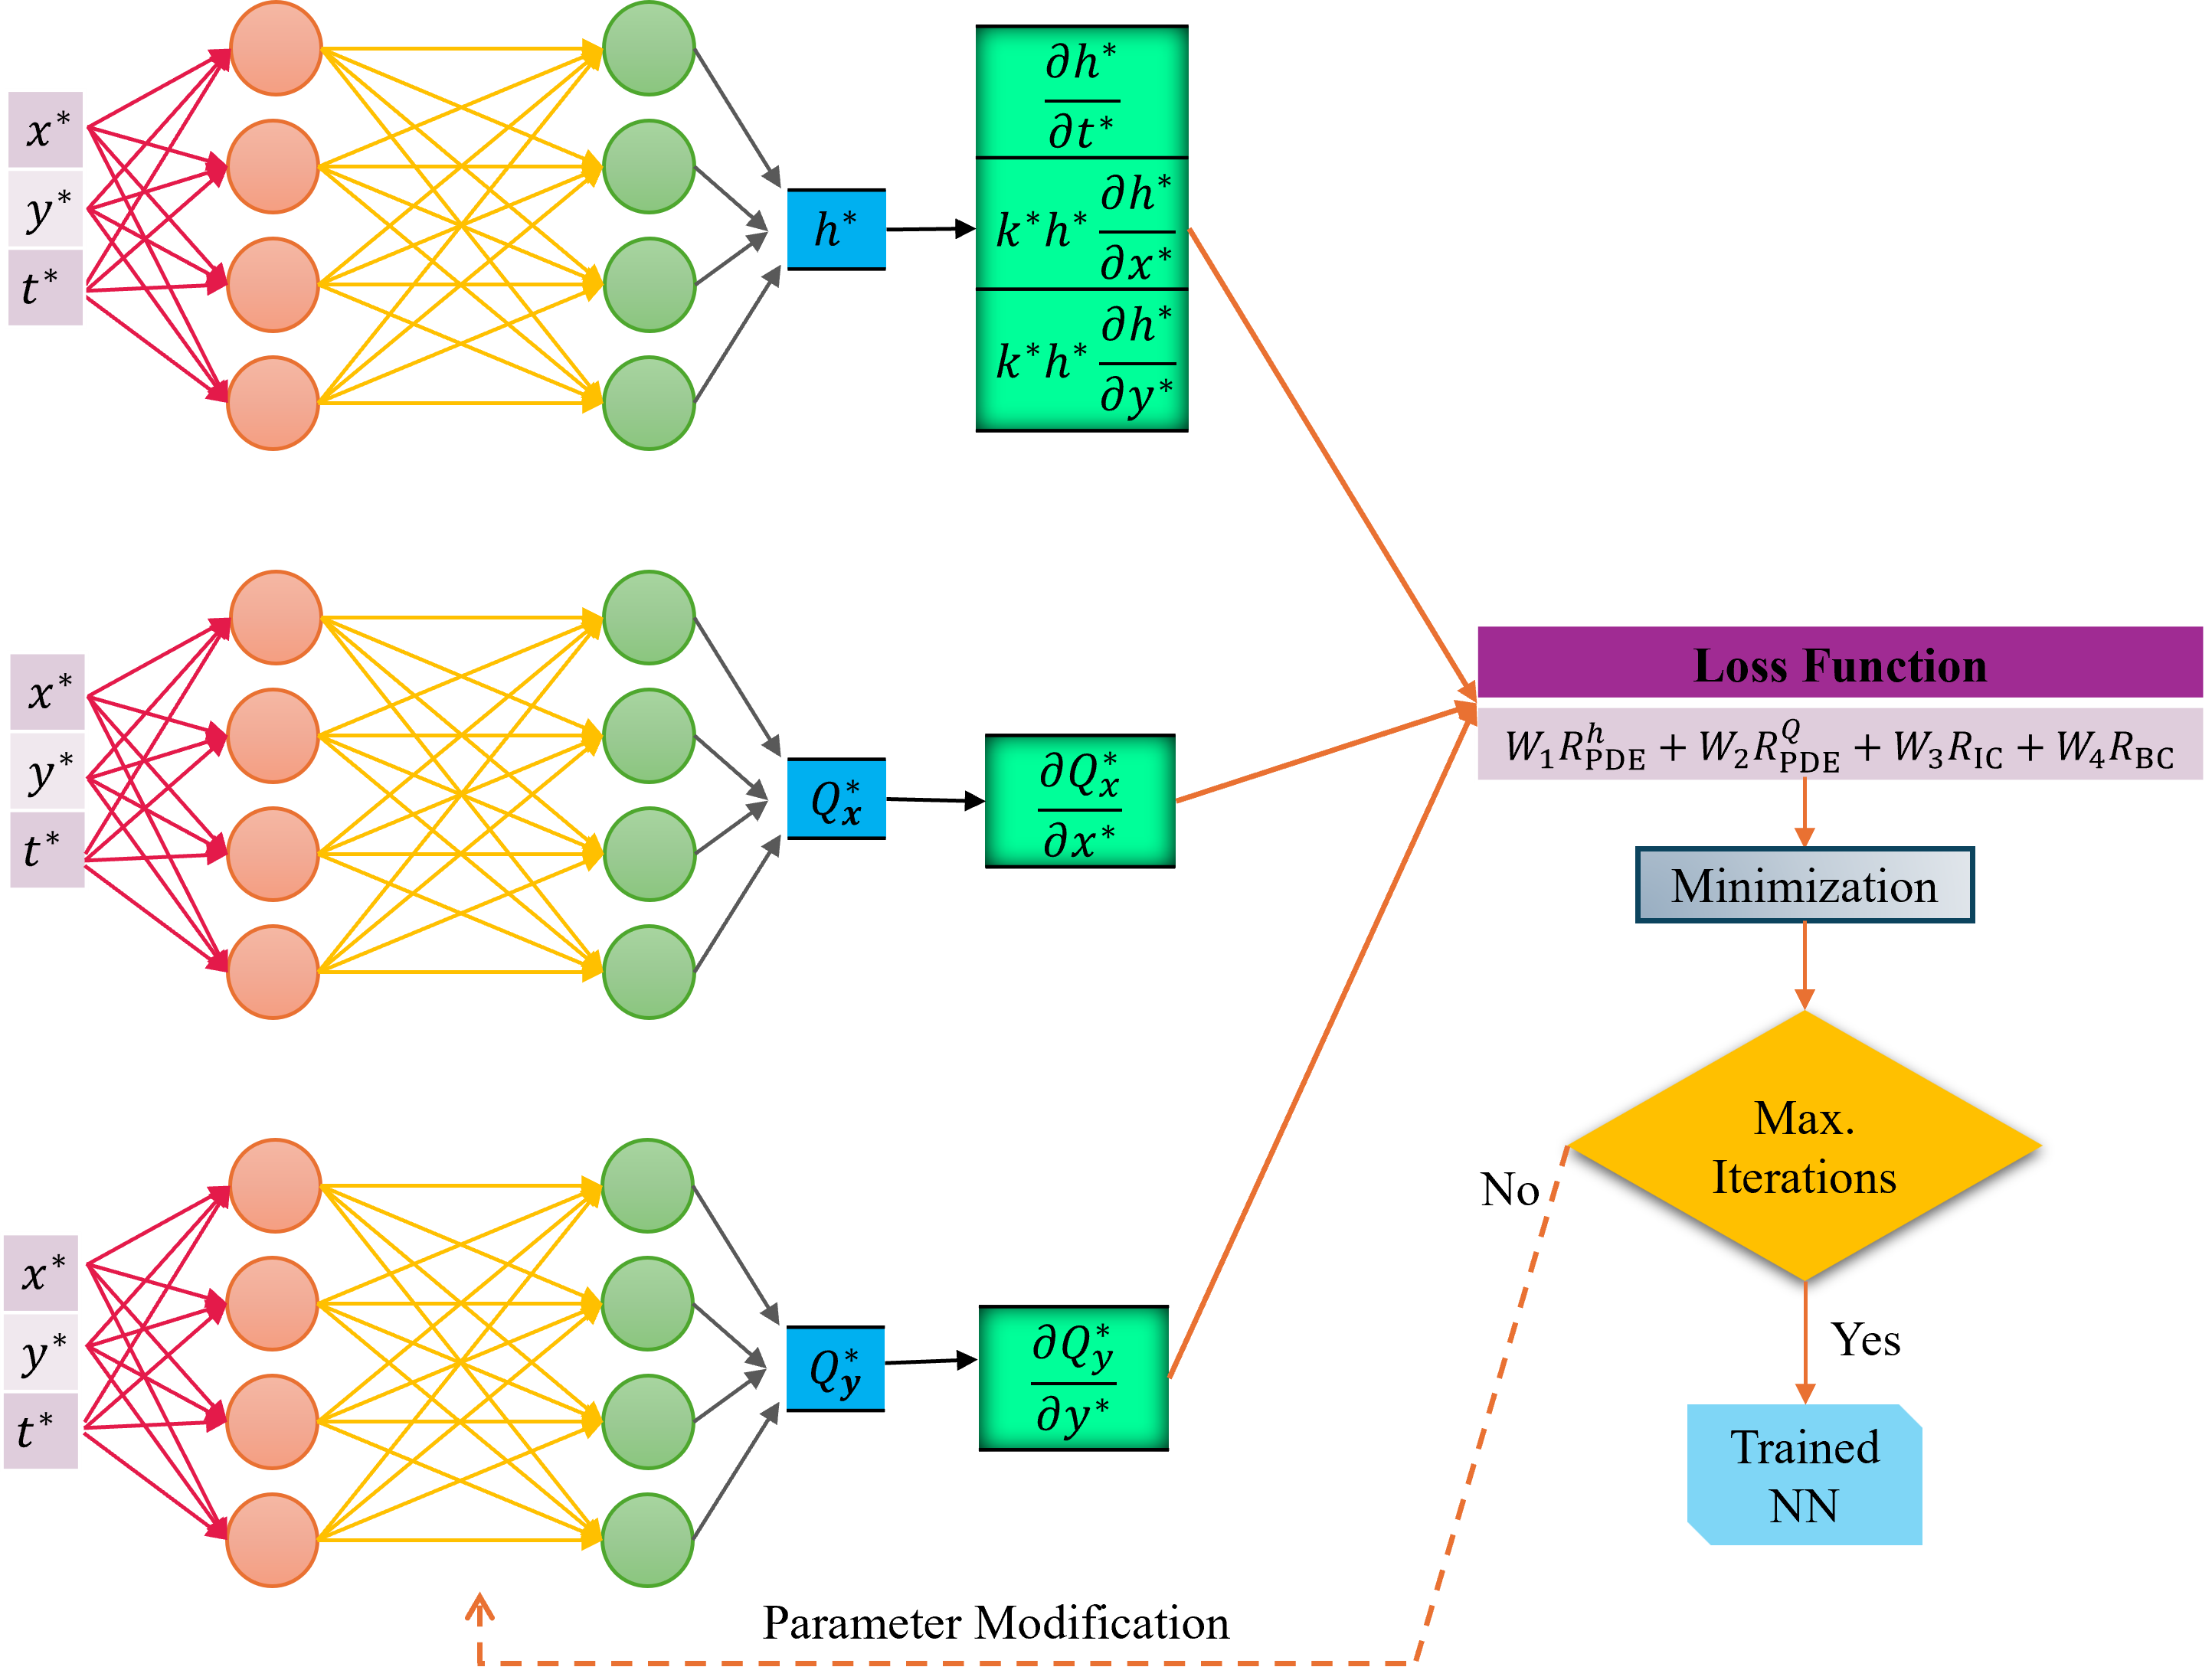 x*
y*
t*
h*
∂h*
∂t*
k*h* ∂h*/∂x*
k*h* ∂h*/∂y*
x*
y*
t*
Q*x
∂Q*x
∂x*
x*
y*
t*
Q*y
∂Q*y
∂y*
Loss Function
W₁R^h_PDE + W₂R^Q_PDE + W₃R_IC + W₄R_BC
Minimization
Max.
Iterations
No
Yes
Trained
NN
Parameter Modification